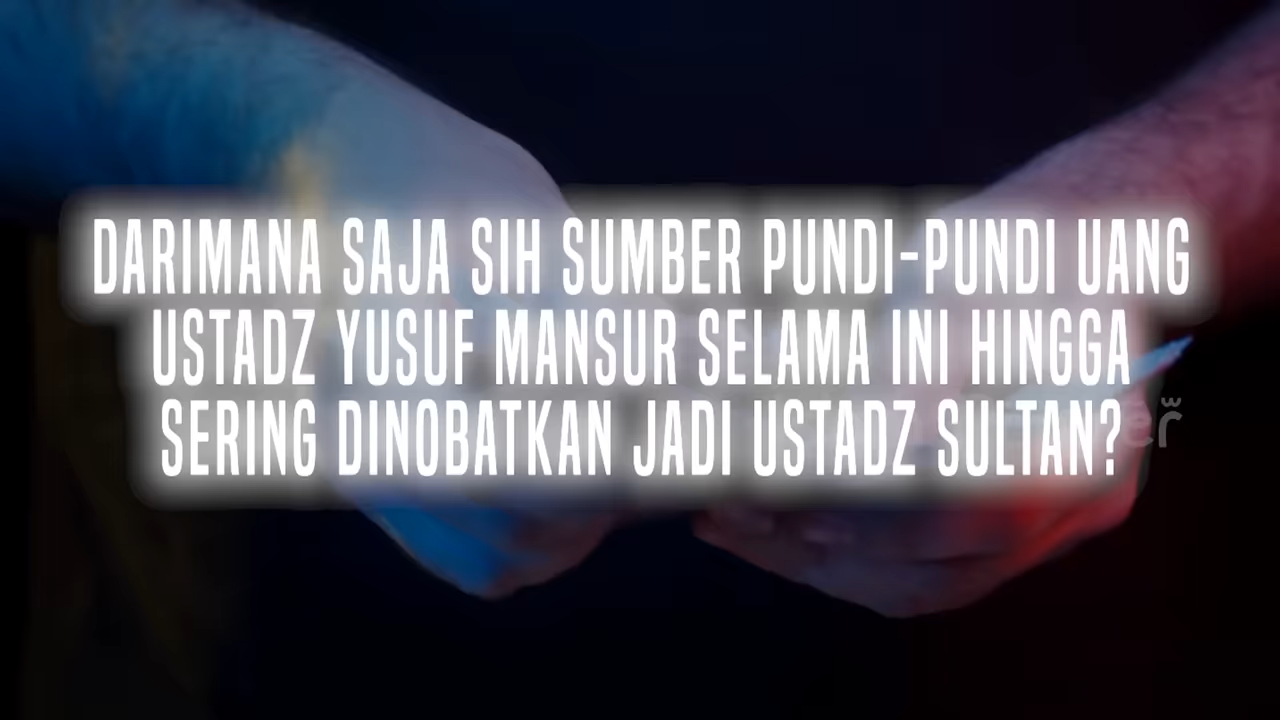 DARIMANA SAJA SIH SUMBER PUNDI-PUNDI UANG
USTADZ YUSUF MANSUR SELAMA INI HINGGA
SERING DINOBATKAN JADI USTADZ SULTAN?